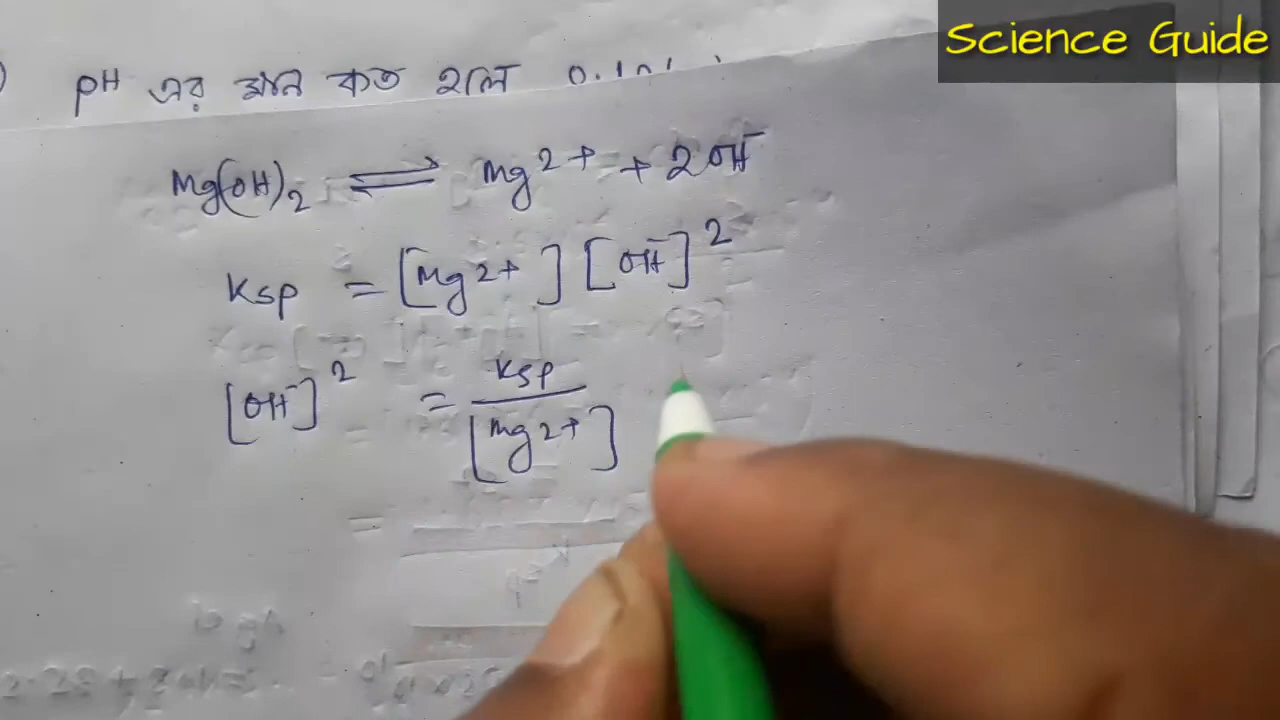 Science Guide
) pH এর মান কত হলে
Mg(OH)₂ ⇌ Mg²⁺ + 2OH⁻
Ksp = [Mg²⁺] [OH⁻]²
[OH⁻]² = Ksp / [Mg²⁺]